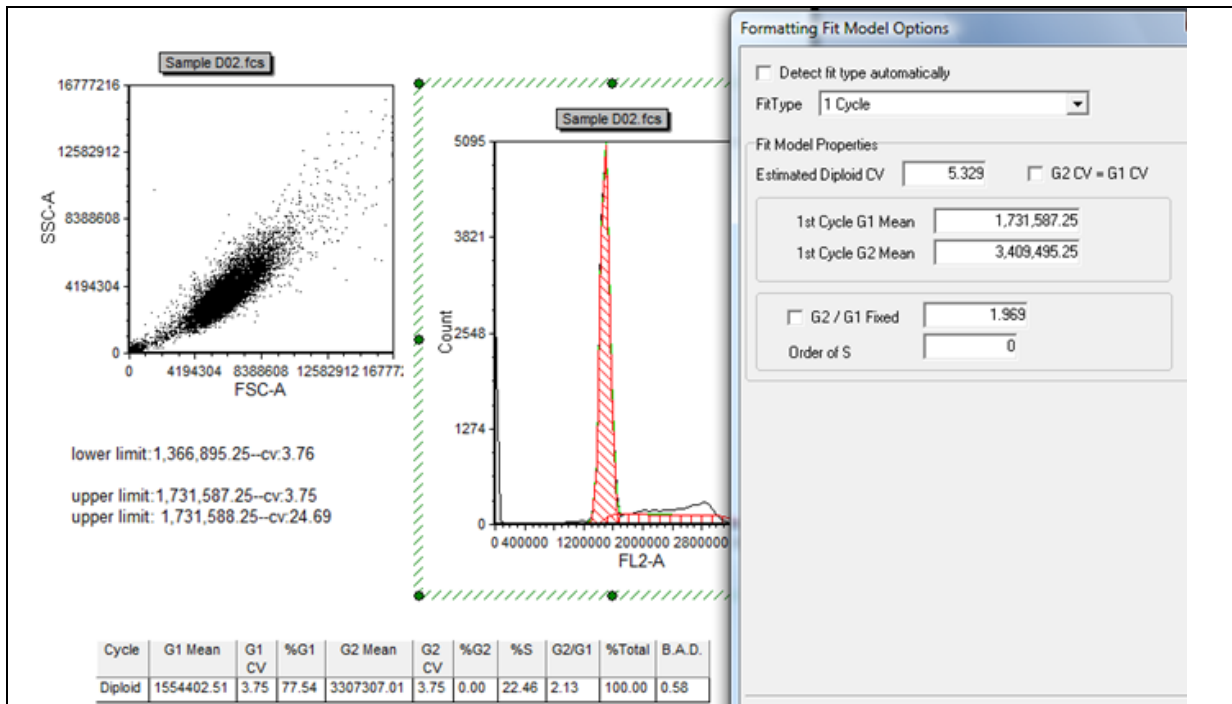 Sample D02.fcs
16777216
12582912
8388608
4194304
0
SSC-A
0 4194304 8388608 12582912 16777
FSC-A
lower limit:1,366,895.25--cv:3.76
upper limit:1,731,587.25--cv:3.75
upper limit: 1,731,588.25--cv:24.69
Sample D02.fcs
5095
3821
2548
1274
0
Count
0 400000 1200000 2000000 2800000
FL2-A
Cycle G1 Mean G1 CV %G1 G2 Mean G2 CV %G2 %S G2/G1 %Total B.A.D.
Diploid 1554402.51 3.75 77.54 3307307.01 3.75 0.00 22.46 2.13 100.00 0.58
Formatting Fit Model Options
Detect fit type automatically
FitType 1 Cycle
Fit Model Properties
Estimated Diploid CV 5.329 G2 CV = G1 CV
1st Cycle G1 Mean 1,731,587.25
1st Cycle G2 Mean 3,409,495.25
G2 / G1 Fixed 1.969
Order of S 0